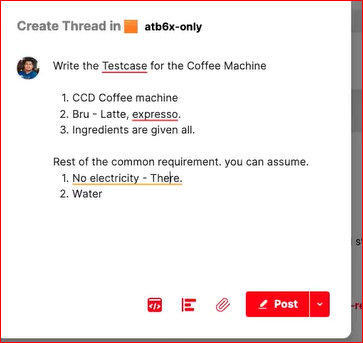 Create Thread in atb6x-only
Write the Testcase for the Coffee Machine
1. CCD Coffee machine
2. Bru - Latte, expresso.
3. Ingredients are given all.
Rest of the common requirement. you can assume.
1. No electricity - There.
2. Water
Post